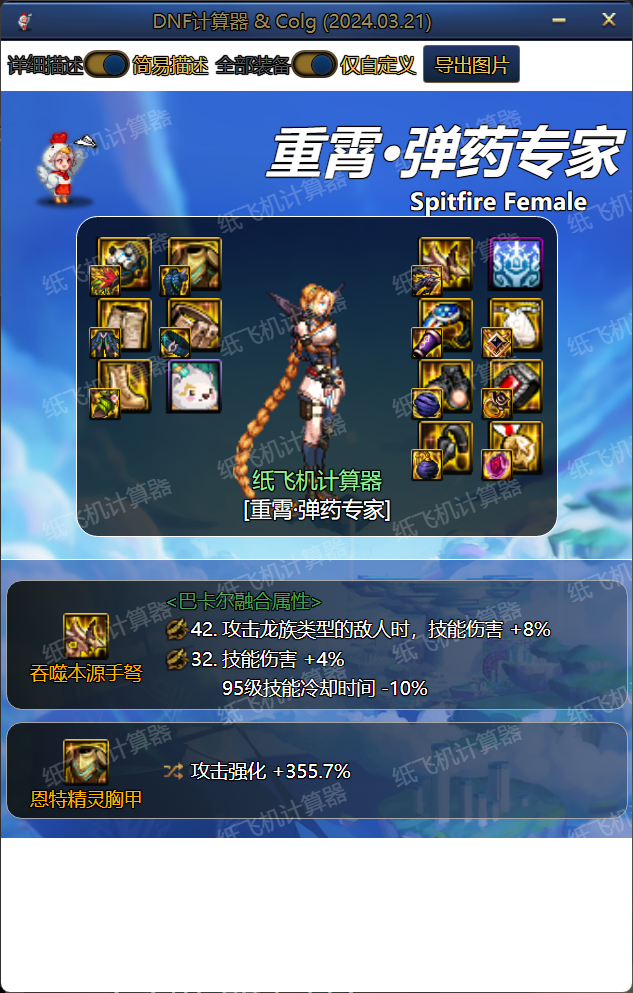 DNF计算器 & Colg (2024.03.21)
详细描述 简易描述 全部装备 仅自定义 导出图片
重霄·弹药专家
Spitfire Female
纸飞机计算器
[重霄·弹药专家]
<巴卡尔融合属性>
42. 攻击龙族类型的敌人时，技能伤害 +8%
32. 技能伤害 +4%
95级技能冷却时间 -10%
吞噬本源手弩
攻击强化 +355.7%
恩特精灵胸甲